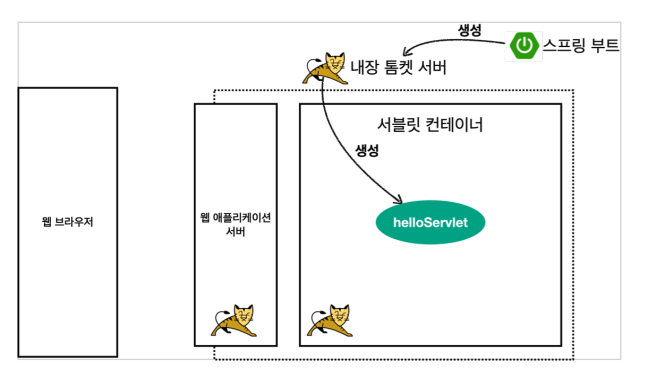 생성
스프링 부트
내장 톰켓 서버
서블릿 컨테이너
생성
웹 브라우저
웹 애플리케이션
서버
helloServlet